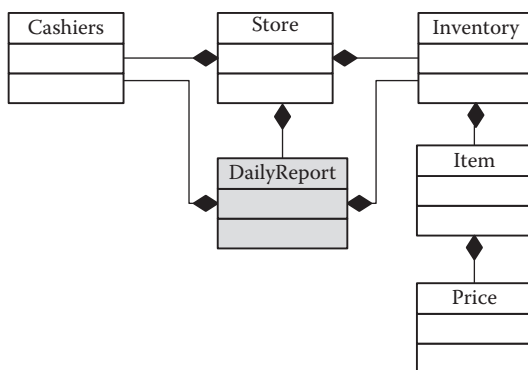 Cashiers
Store
Inventory
DailyReport
Item
Price